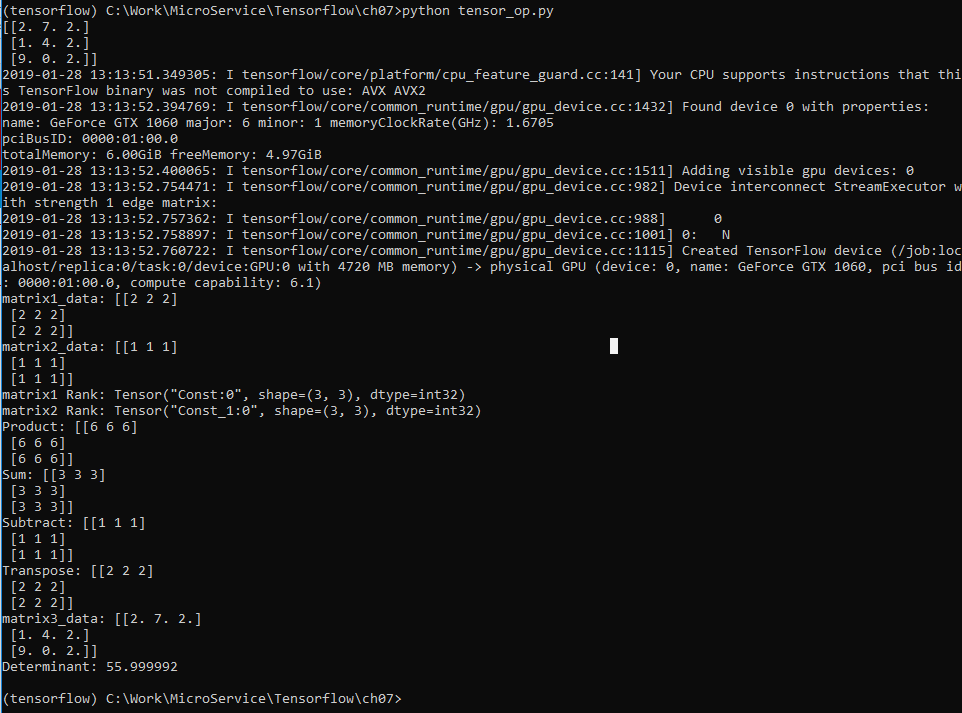 (tensorflow) C:\Work\MicroService\Tensorflow\ch07>python tensor_op.py
[[2. 7. 2.]
 [1. 4. 2.]
 [9. 0. 2.]]
2019-01-28 13:13:51.349305: I tensorflow/core/platform/cpu_feature_guard.cc:141] Your CPU supports instructions that thi
s TensorFlow binary was not compiled to use: AVX AVX2
2019-01-28 13:13:52.394769: I tensorflow/core/common_runtime/gpu/gpu_device.cc:1432] Found device 0 with properties:
name: GeForce GTX 1060 major: 6 minor: 1 memoryClockRate(GHz): 1.6705
pciBusID: 0000:01:00.0
totalMemory: 6.00GiB freeMemory: 4.97GiB
2019-01-28 13:13:52.400065: I tensorflow/core/common_runtime/gpu/gpu_device.cc:1511] Adding visible gpu devices: 0
2019-01-28 13:13:52.754471: I tensorflow/core/common_runtime/gpu/gpu_device.cc:982] Device interconnect StreamExecutor w
ith strength 1 edge matrix:
2019-01-28 13:13:52.757362: I tensorflow/core/common_runtime/gpu/gpu_device.cc:988]      0
2019-01-28 13:13:52.758897: I tensorflow/core/common_runtime/gpu/gpu_device.cc:1001] 0:   N
2019-01-28 13:13:52.760722: I tensorflow/core/common_runtime/gpu/gpu_device.cc:1115] Created TensorFlow device (/job:loc
alhost/replica:0/task:0/device:GPU:0 with 4720 MB memory) -> physical GPU (device: 0, name: GeForce GTX 1060, pci bus id
: 0000:01:00.0, compute capability: 6.1)
matrix1_data: [[2 2 2]
 [2 2 2]
 [2 2 2]]
matrix2_data: [[1 1 1]
 [1 1 1]
 [1 1 1]]
matrix1 Rank: Tensor("Const:0", shape=(3, 3), dtype=int32)
matrix2 Rank: Tensor("Const_1:0", shape=(3, 3), dtype=int32)
Product: [[6 6 6]
 [6 6 6]
 [6 6 6]]
Sum: [[3 3 3]
 [3 3 3]
 [3 3 3]]
Subtract: [[1 1 1]
 [1 1 1]
 [1 1 1]]
Transpose: [[2 2 2]
 [2 2 2]
 [2 2 2]]
matrix3_data: [[2. 7. 2.]
 [1. 4. 2.]
 [9. 0. 2.]]
Determinant: 55.999992
(tensorflow) C:\Work\MicroService\Tensorflow\ch07>